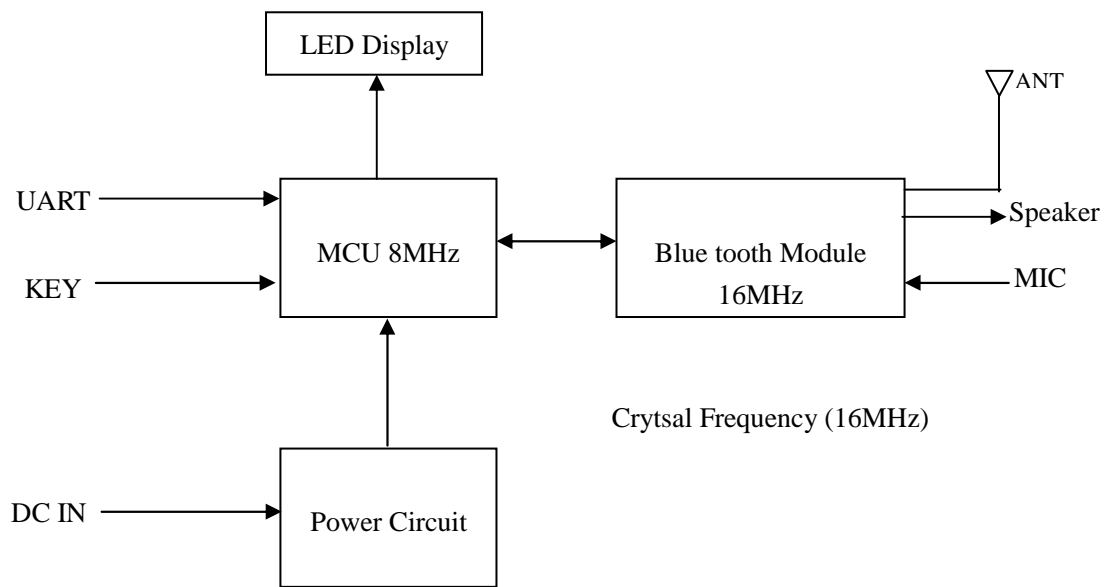 LED Display
ANT
UART
MCU 8MHz
Blue tooth Module
16MHz
Speaker
KEY
MIC
Crytsal Frequency (16MHz)
DC IN
Power Circuit